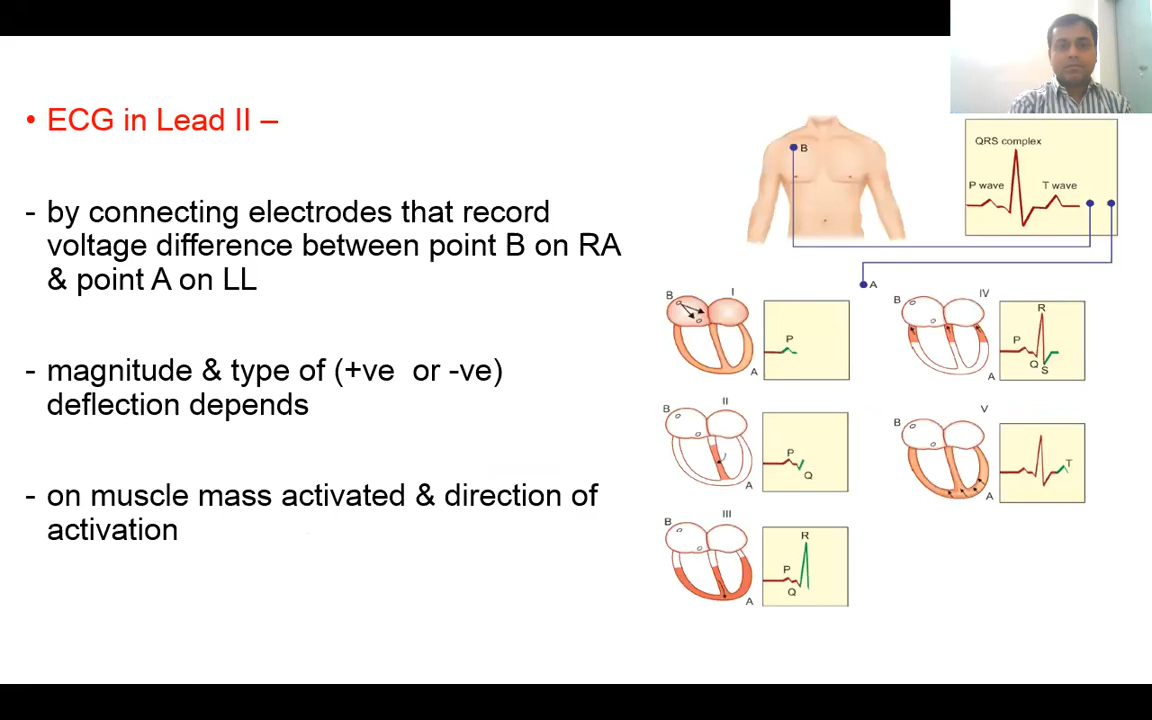 • ECG in Lead II –
- by connecting electrodes that record
voltage difference between point B on RA
& point A on LL
- magnitude & type of (+ve or -ve)
deflection depends
- on muscle mass activated & direction of
activation
B
QRS complex
P wave
T wave
A
B
I
P
A
B
II
P
Q
A
B
III
R
P
Q
A
B
IV
R
P
Q
S
A
B
V
T
A